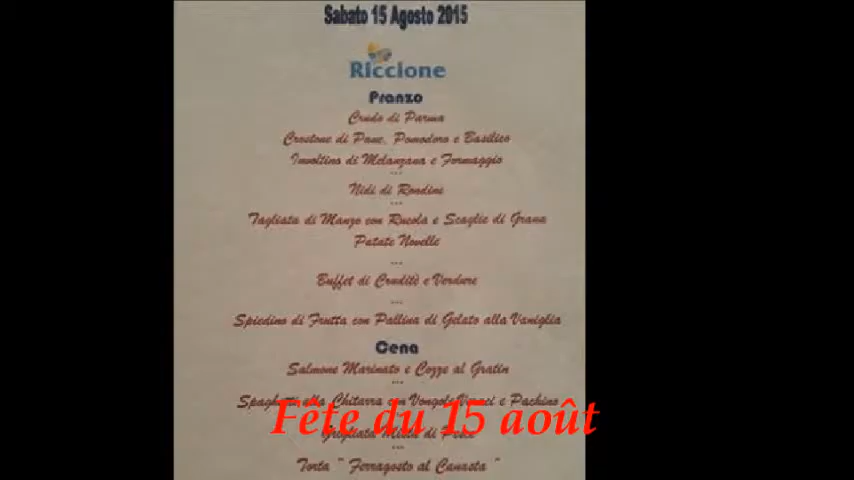 Sabato 15 Agosto 2015
Riccione
Pranzo
Crudo di Parma
Crostone di Pane, Pomodoro e Basilico
Involtino di Melanzana e Formaggio
...
Nidi di Rondine
...
Tagliata di Manzo con Rucola e Scaglie di Grana
Patate Novelle
...
Buffet di Cruditè e Verdure
...
Spiedino di Frutta con Pallina di Gelato alla Vaniglia
Cena
Salmone Marinato e Cozze al Gratin
...
Spaghetti alla Chitarra con Vongole Veraci e Pachino
Fête du 15 août
Grigliata Mista di Pesce
...
Torta " Ferragosto al Canasta "